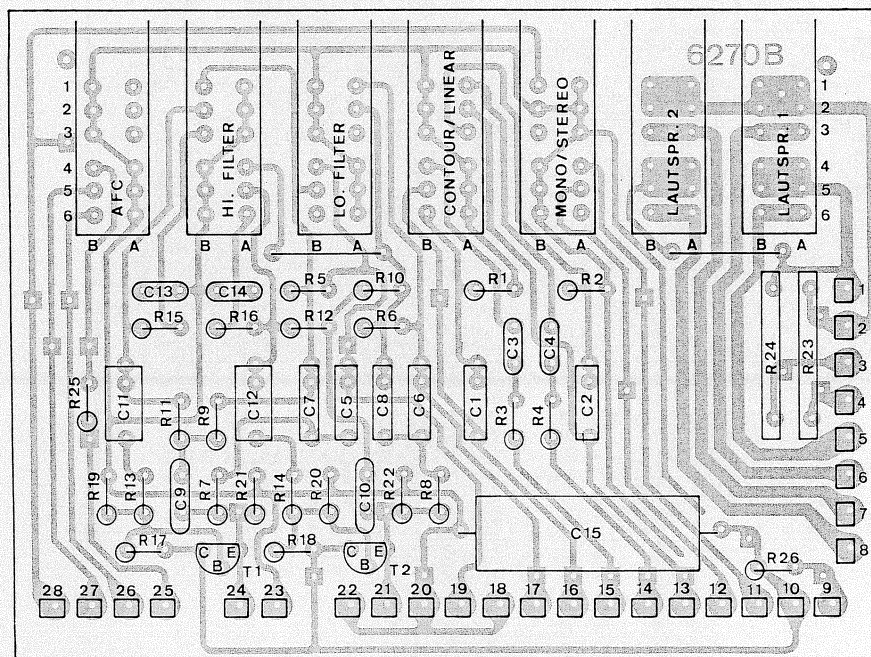 6270B
1
2
3
4
5
6
AFC
HI. FILTER
LO. FILTER
CONTOUR/LINEAR
MONO/STEREO
LAUTSPR. 2
LAUTSPR. 1
1
2
3
4
5
6
B A B A B A B A B A B A B A
C13 C14 R5 R10 R1 R2
R15 R16 R12 R6 C3 C4 R24 R23
R25 C11 R11 R9 C12 C7 C5 C8 C6 C1 R3 R4 C2
R19 R13 C9 R7 R21 R14 R20 C10 R22 R8
C15
R17 C B E T1 R18 C B E T2 R26
1
2
3
4
5
6
7
8
28 27 26 25 24 23 22 21 20 19 18 17 16 15 14 13 12 11 10 9